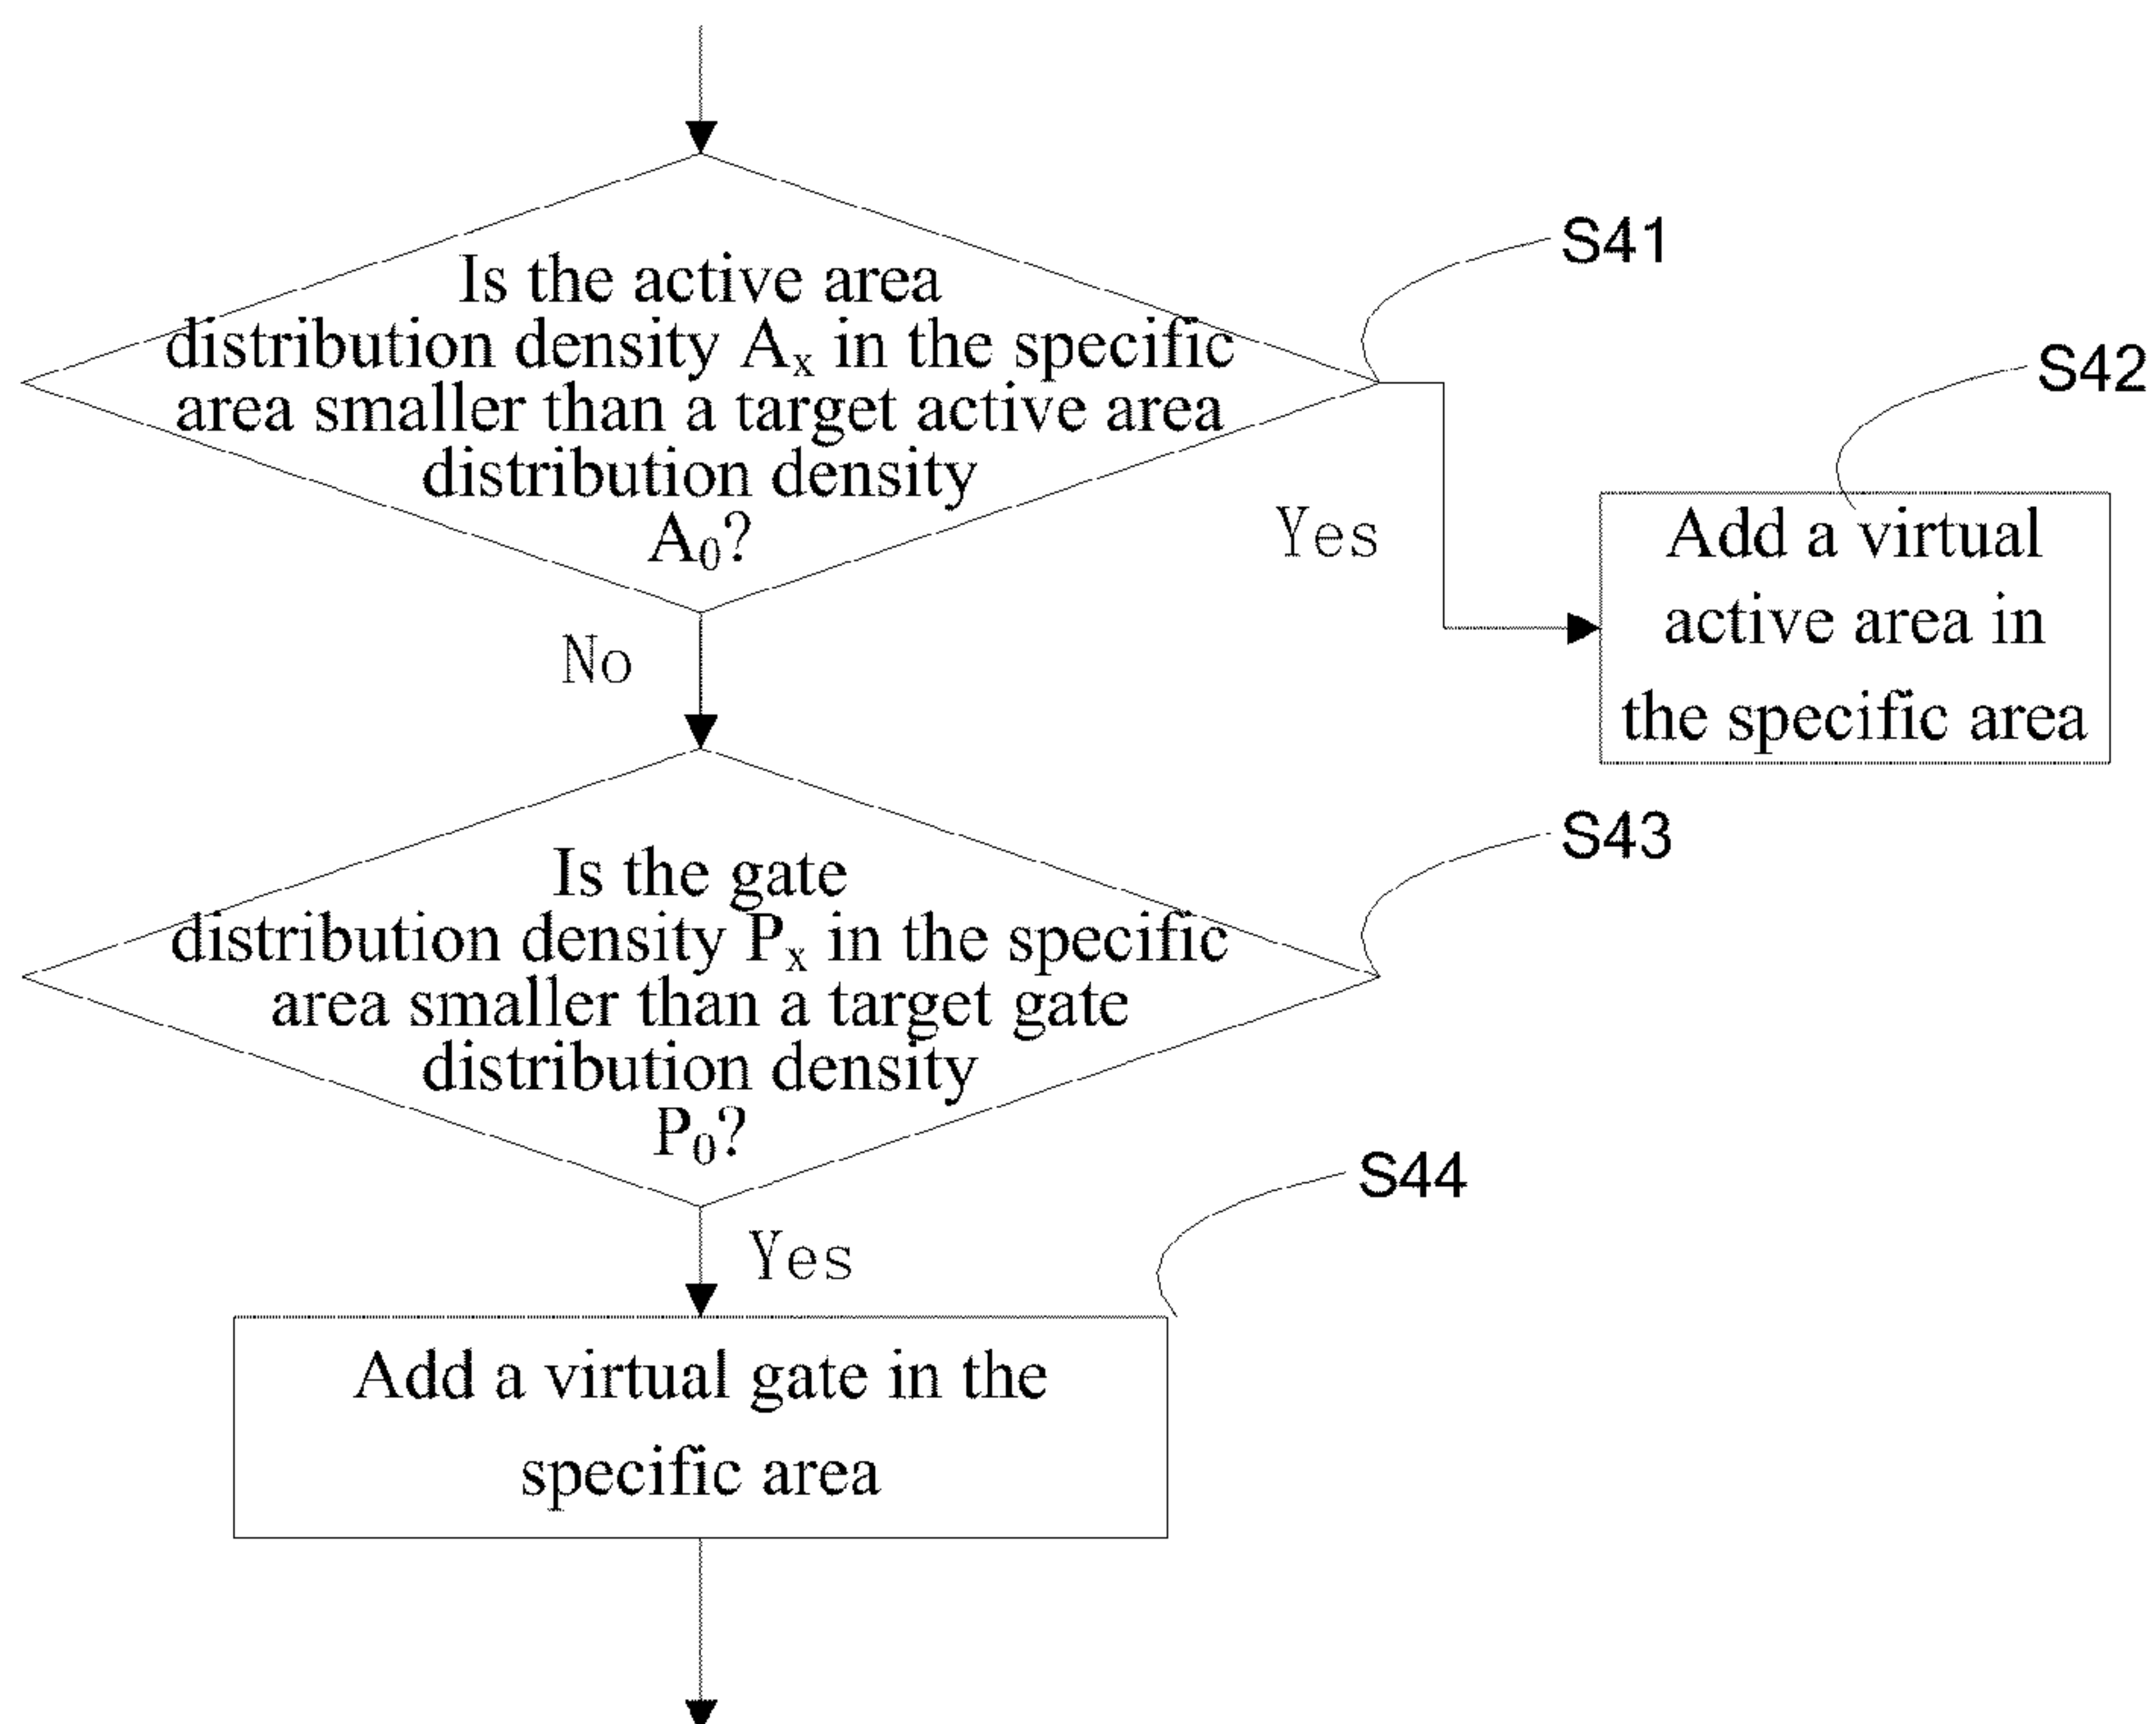 Is the active area
distribution density Aₓ in the specific
area smaller than a target active area
distribution density
A₀?
S41
Yes
S42
Add a virtual
active area in
the specific area
No
Is the gate
distribution density Pₓ in the specific
area smaller than a target gate
distribution density
P₀?
S43
Yes
S44
Add a virtual gate in the
specific area